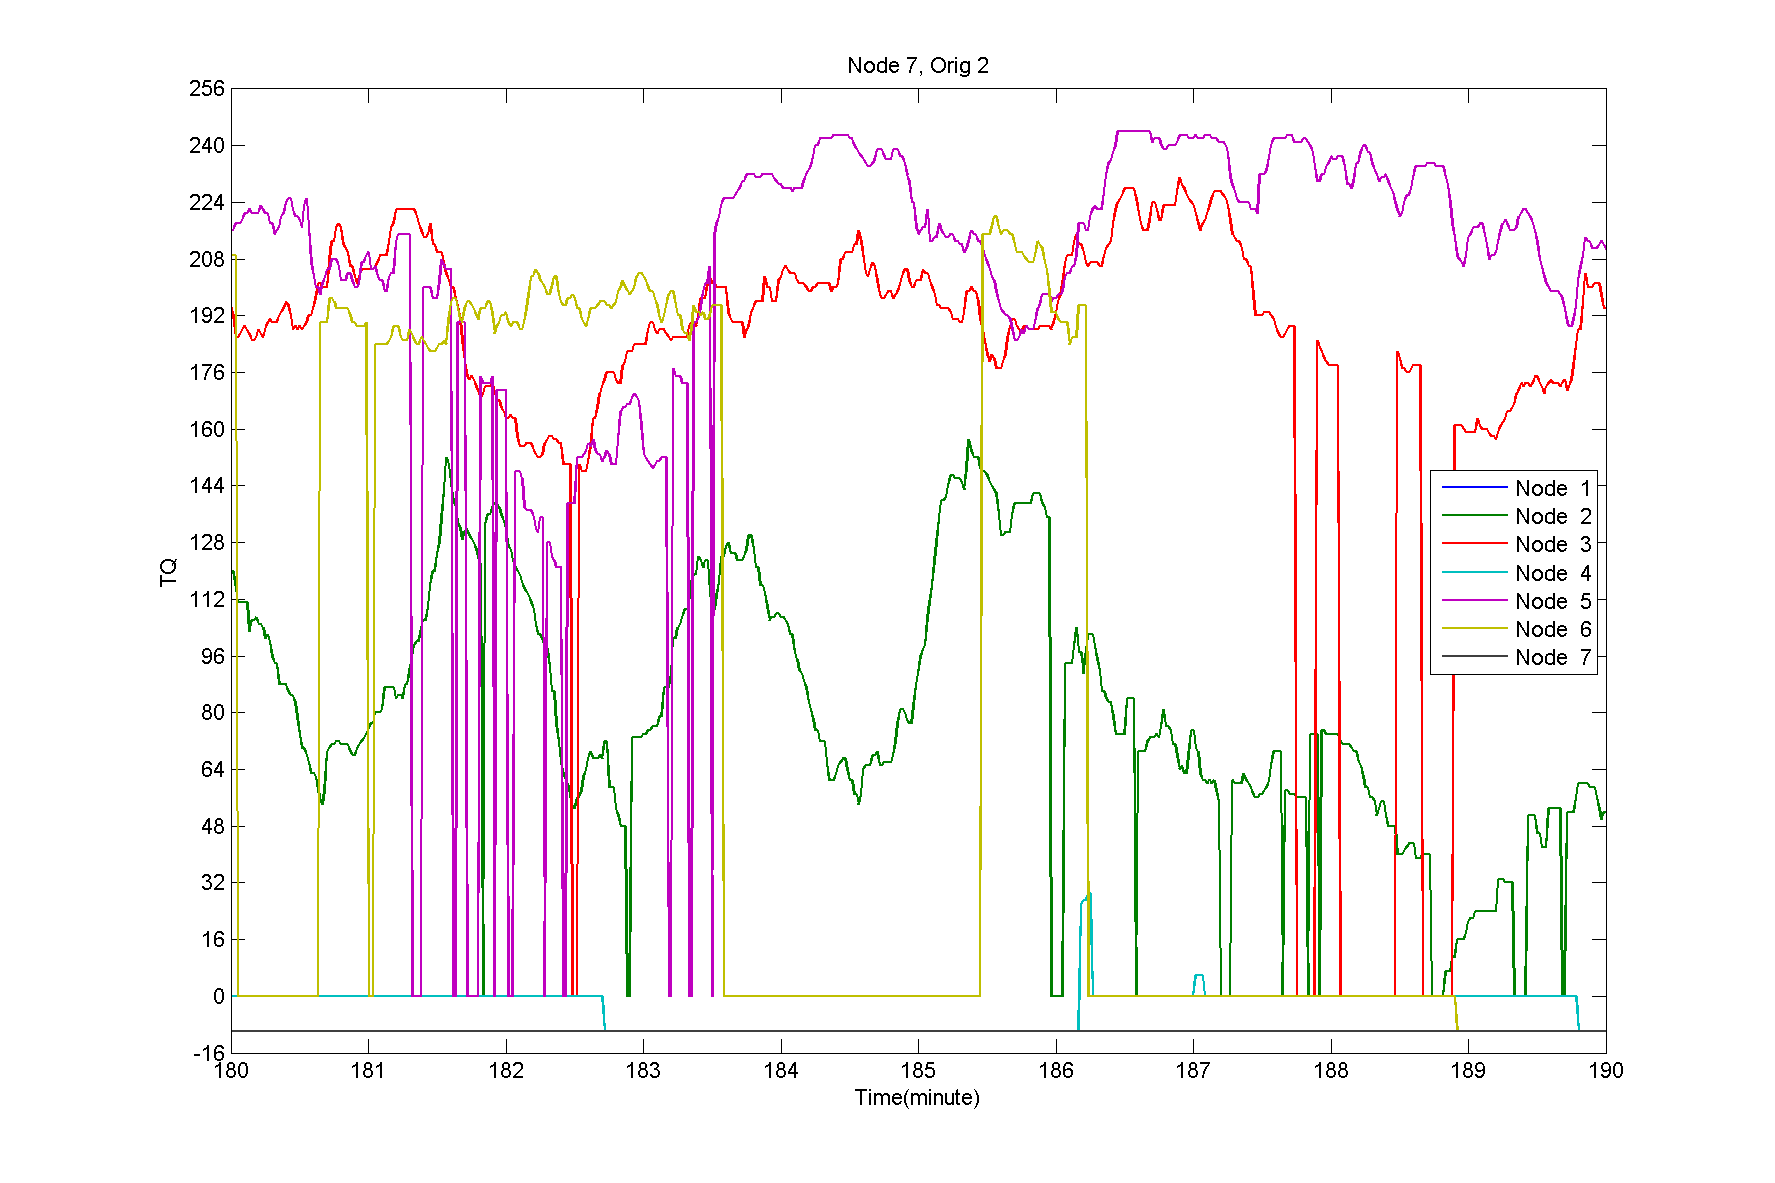 Node 7, Orig 2
256
240
224
208
192
176
160
144
128
112
96
80
64
48
32
16
0
-16
TQ
Node 1
Node 2
Node 3
Node 4
Node 5
Node 6
Node 7
180 181 182 183 184 185 186 187 188 189 190
Time(minute)